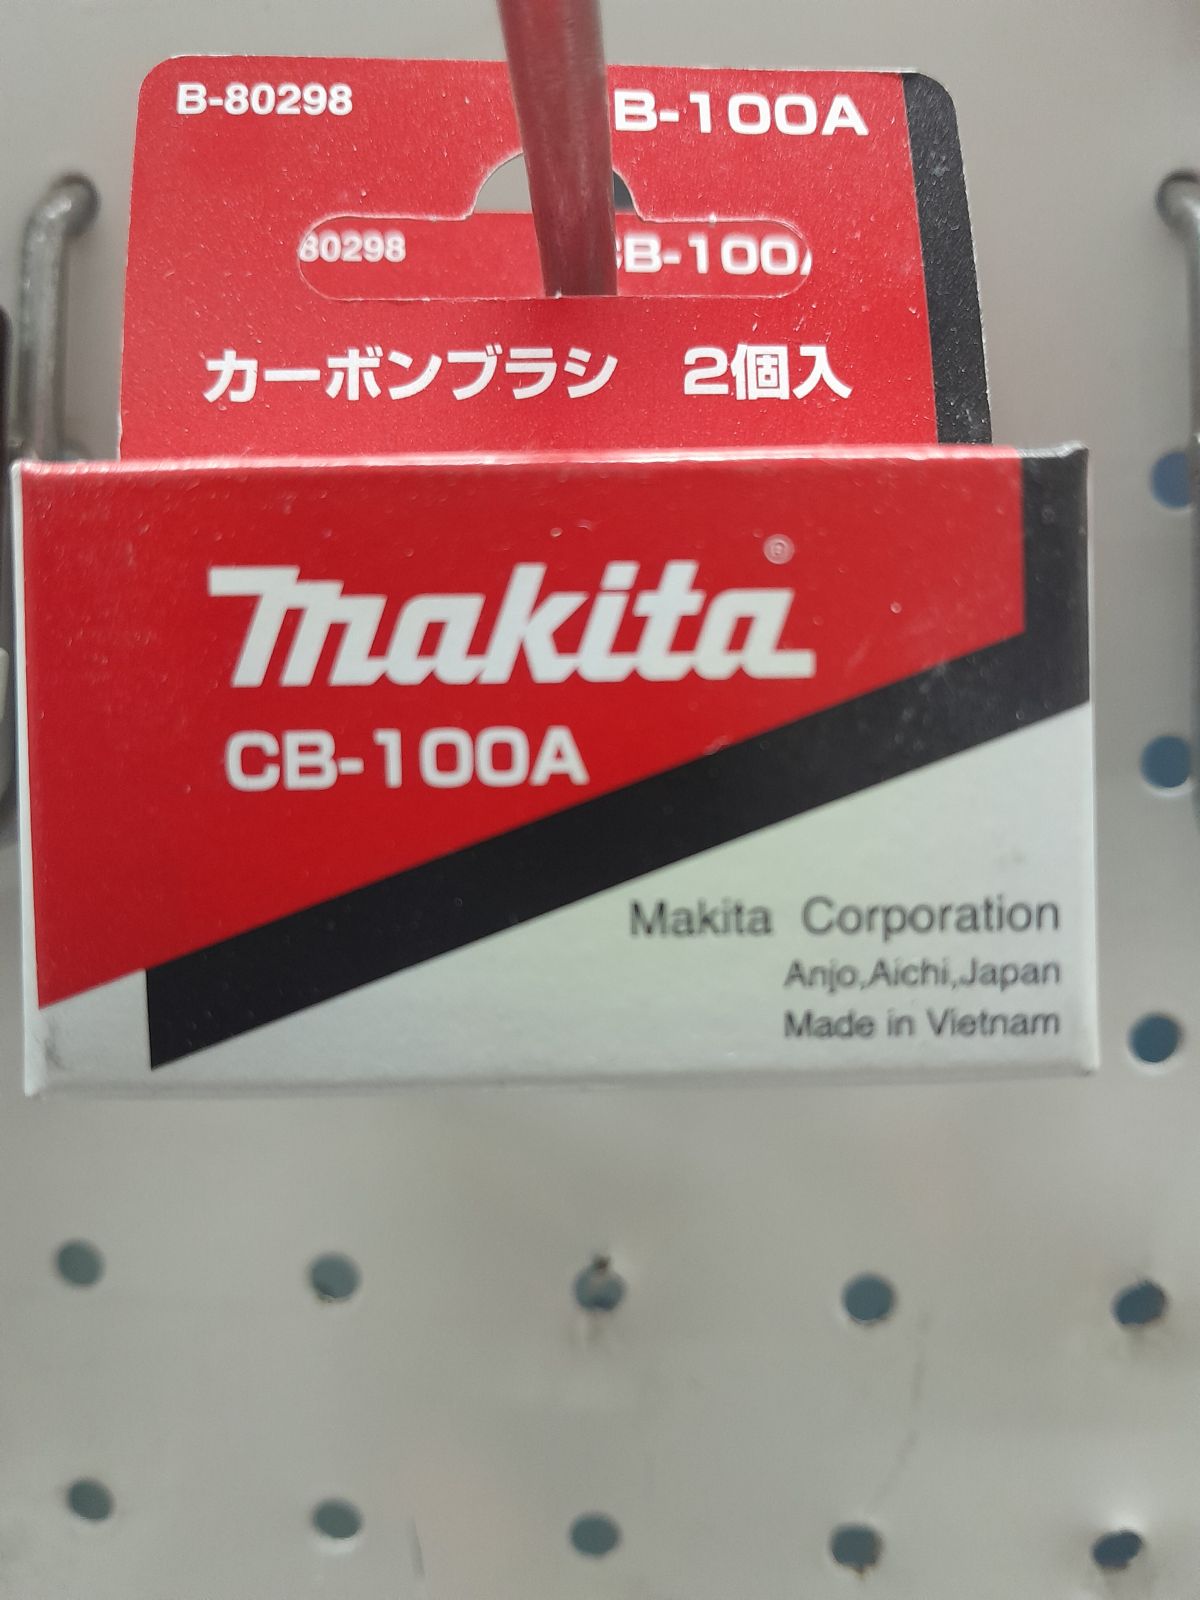 B-80298 B-100A
80298 CB-100
カーボンブラシ 2個入
makita®
CB-100A
Makita Corporation
Anjo,Aichi,Japan
Made in Vietnam